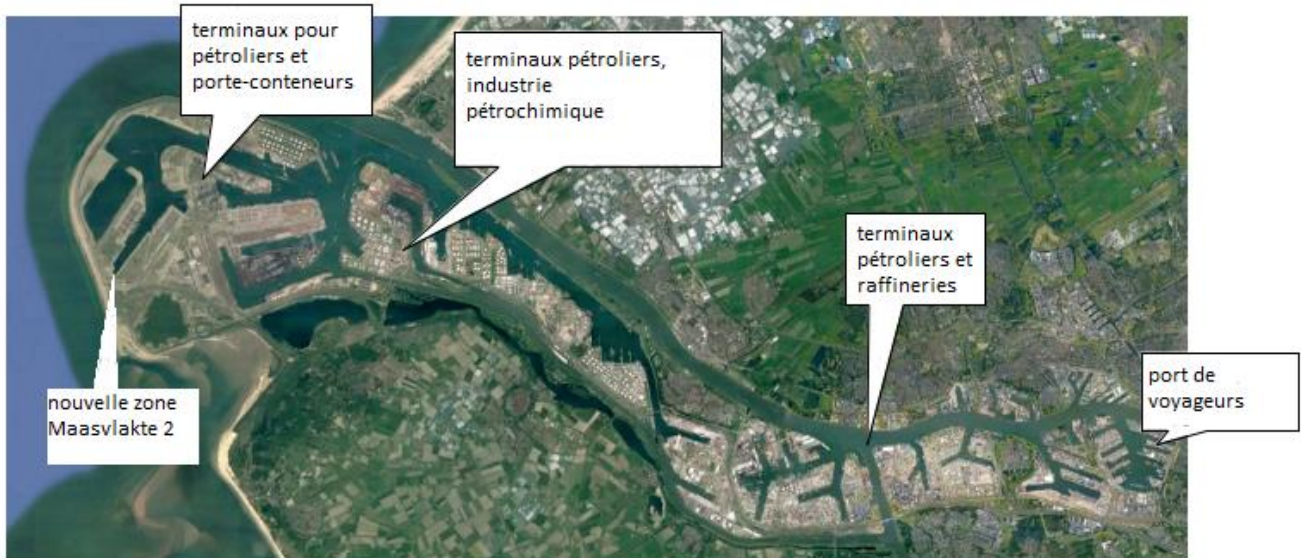 terminaux pour
pétroliers et
porte-conteneurs
terminaux pétroliers,
industrie
pétrochimique
terminaux
pétroliers et
raffineries
port de
voyageurs
nouvelle zone
Maasvlakte 2